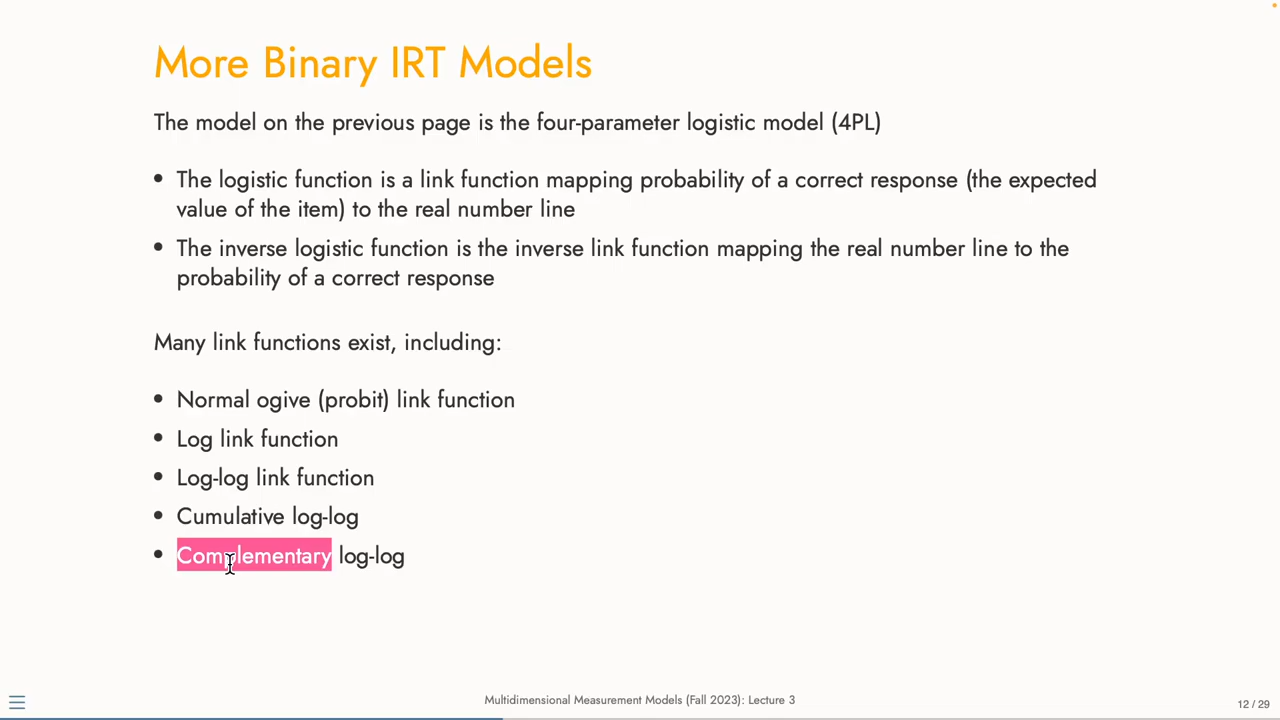 More Binary IRT Models
The model on the previous page is the four-parameter logistic model (4PL)
• The logistic function is a link function mapping probability of a correct response (the expected
value of the item) to the real number line
• The inverse logistic function is the inverse link function mapping the real number line to the
probability of a correct response
Many link functions exist, including:
• Normal ogive (probit) link function
• Log link function
• Log-log link function
• Cumulative log-log
• Complementary log-log
Multidimensional Measurement Models (Fall 2023): Lecture 3
12 / 29